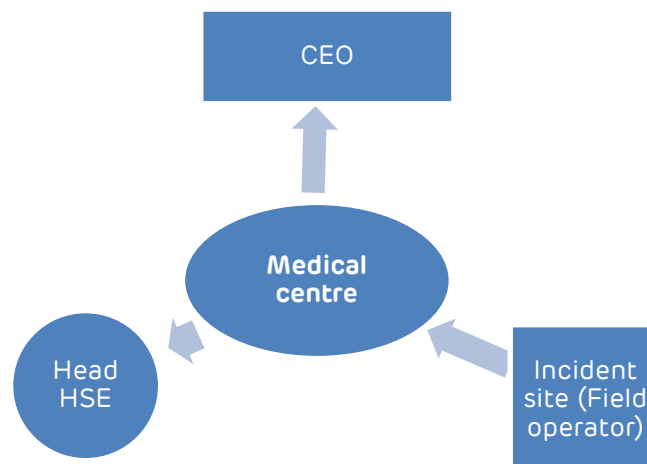 CEO
Medical
centre
Head
HSE
Incident
site (Field
operator)